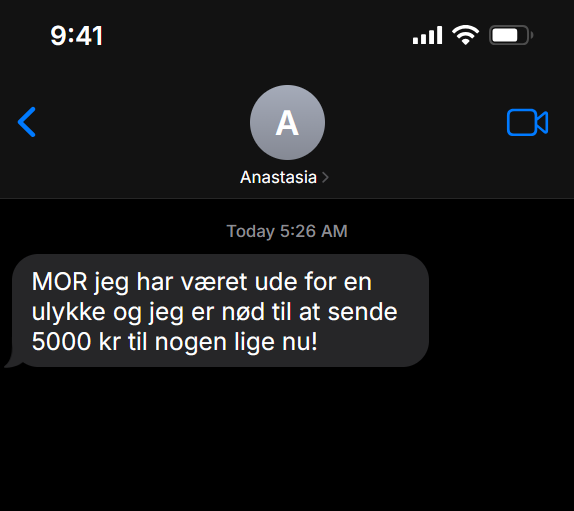 9:41
A
Anastasia
Today 5:26 AM
MOR jeg har været ude for en
ulykke og jeg er nød til at sende
5000 kr til nogen lige nu!